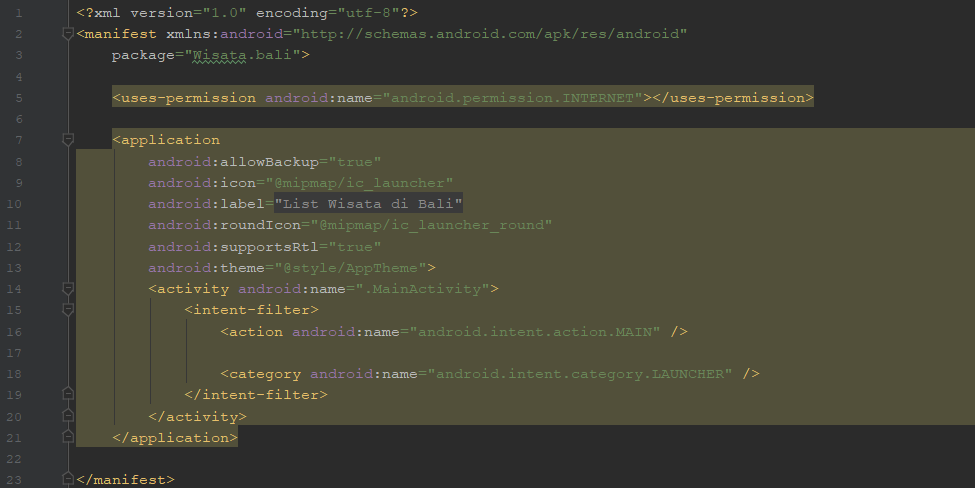 1 <?xml version="1.0" encoding="utf-8"?>
2 <manifest xmlns:android="http://schemas.android.com/apk/res/android"
3     package="Wisata.bali">
4
5     <uses-permission android:name="android.permission.INTERNET"></uses-permission>
6
7     <application
8         android:allowBackup="true"
9         android:icon="@mipmap/ic_launcher"
10         android:label="List Wisata di Bali"
11         android:roundIcon="@mipmap/ic_launcher_round"
12         android:supportsRtl="true"
13         android:theme="@style/AppTheme">
14         <activity android:name=".MainActivity">
15             <intent-filter>
16                 <action android:name="android.intent.action.MAIN" />
17
18                 <category android:name="android.intent.category.LAUNCHER" />
19             </intent-filter>
20         </activity>
21     </application>
22
23 </manifest>